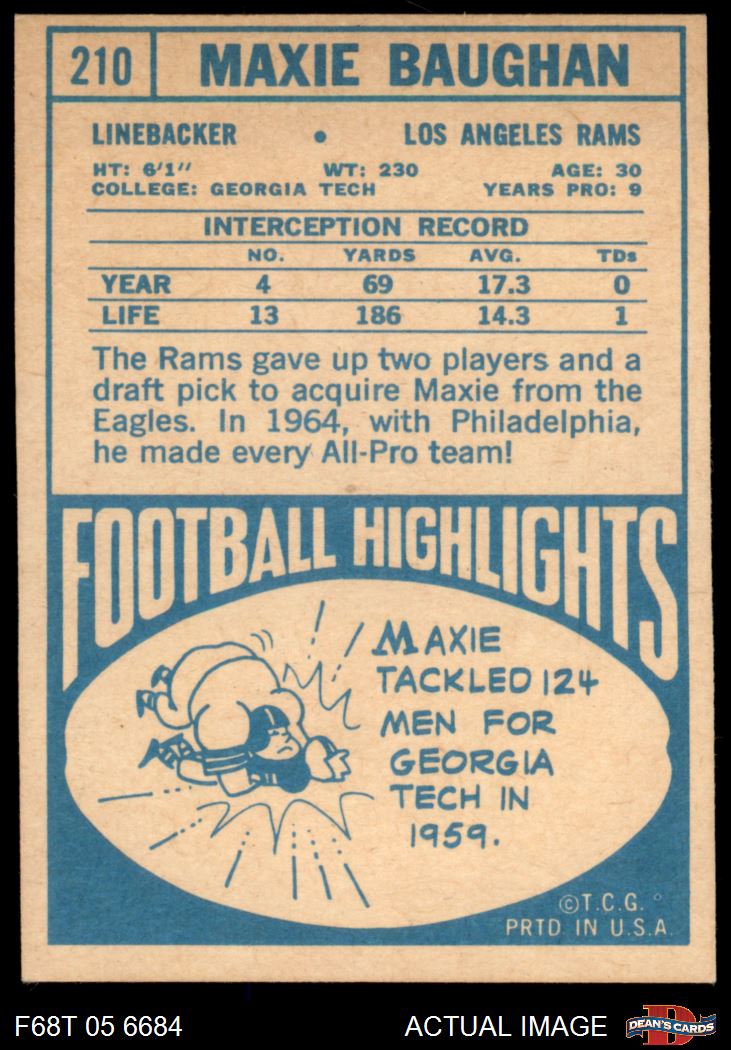 210 MAXIE BAUGHAN
LINEBACKER • LOS ANGELES RAMS
HT: 6'1" WT: 230 AGE: 30
COLLEGE: GEORGIA TECH YEARS PRO: 9
INTERCEPTION RECORD
NO. YARDS AVG. TDs
YEAR 4 69 17.3 0
LIFE 13 186 14.3 1
The Rams gave up two players and a
draft pick to acquire Maxie from the
Eagles. In 1964, with Philadelphia,
he made every All-Pro team!
FOOTBALL HIGHLIGHTS
MAXIE
TACKLED 124
MEN FOR
GEORGIA
TECH IN
1959.
©T.C.G.
PRTD. IN U.S.A.
F68T 05 6684 ACTUAL IMAGE D DEAN'S CARDS